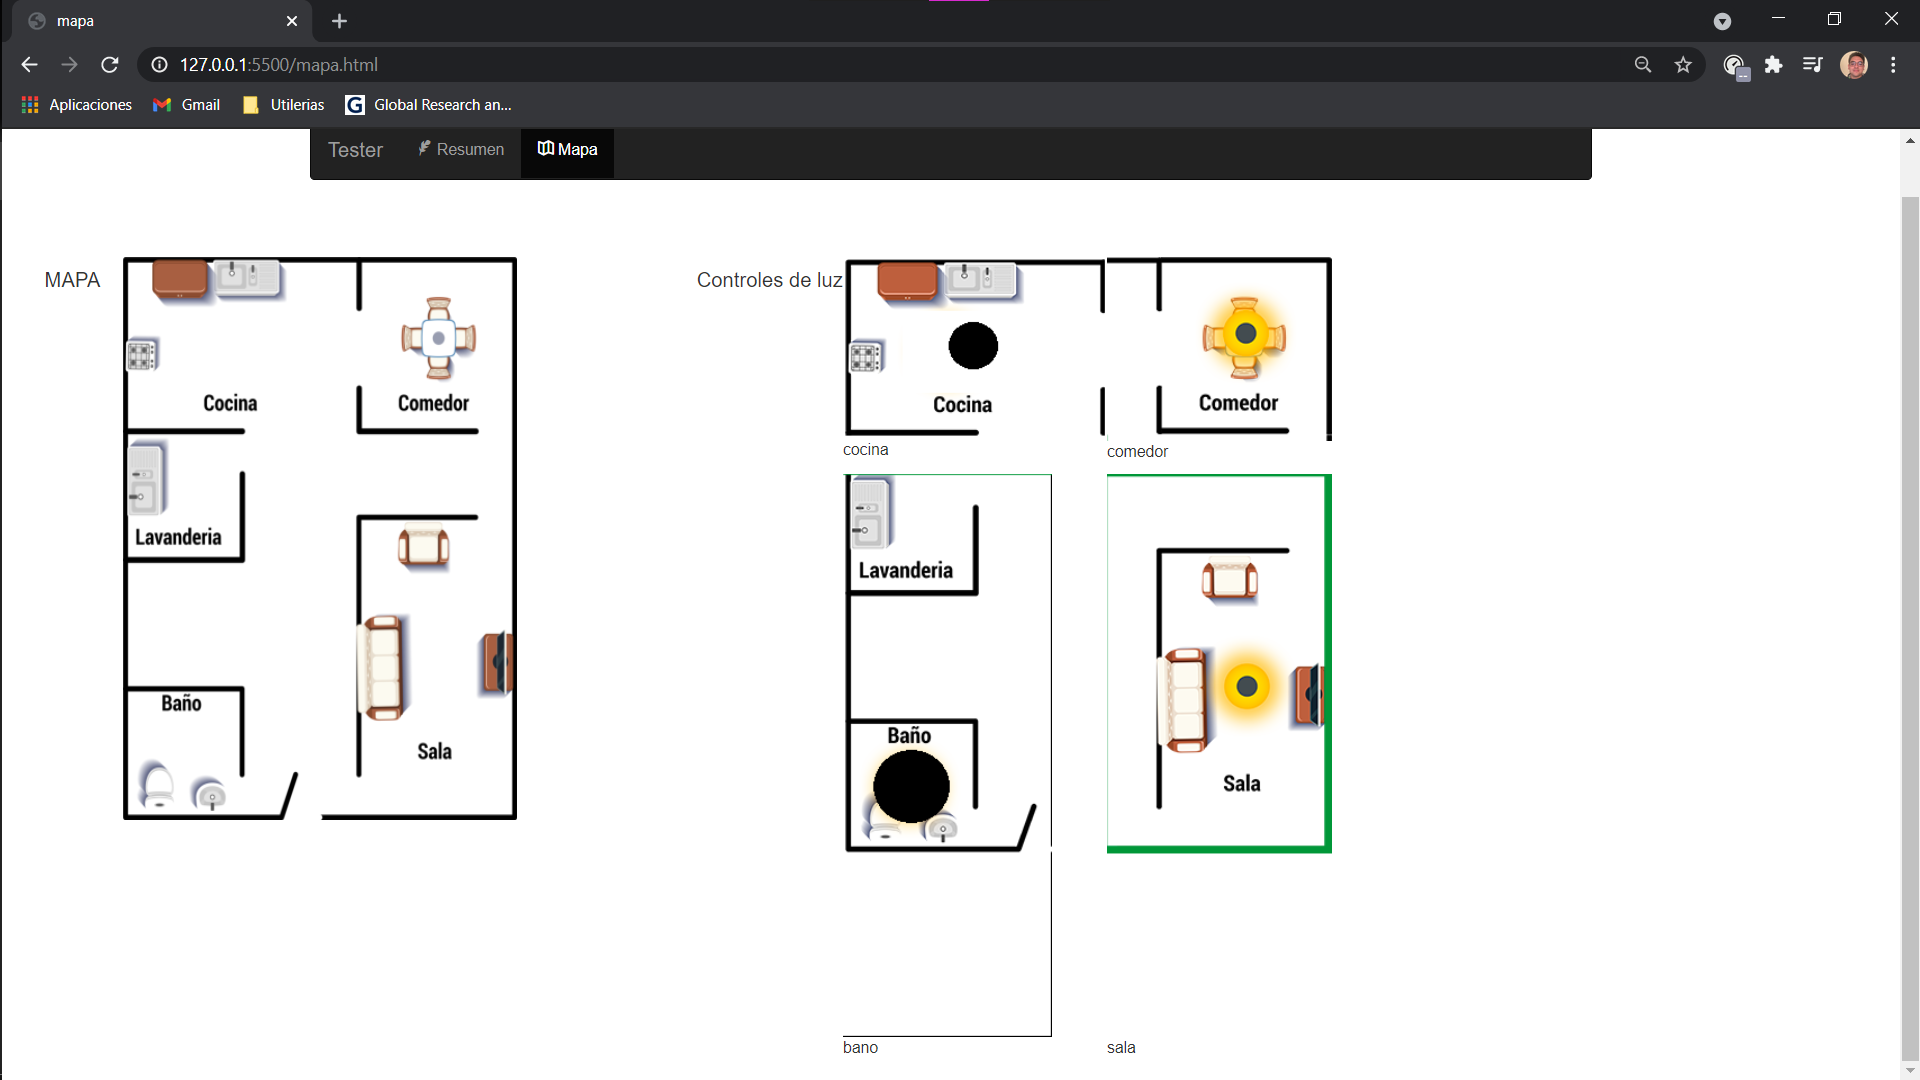 mapa
127.0.0.1:5500/mapa.html
Aplicaciones Gmail Utilerias Global Research an...
Tester Resumen Mapa
MAPA
Cocina Comedor
Lavanderia
Baño
Sala
Controles de luz
Cocina Comedor
cocina comedor
Lavanderia
Baño
Sala
bano sala